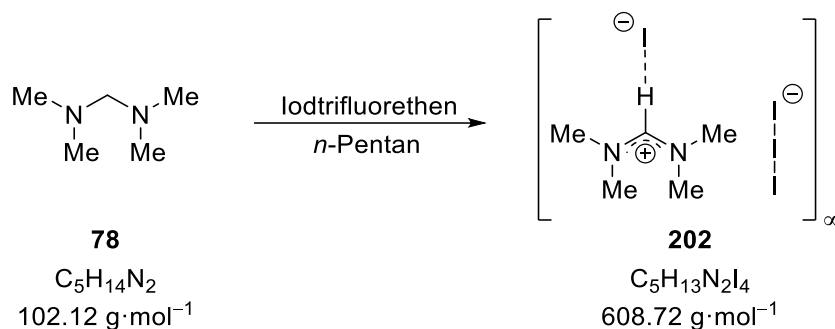 Me N N Me
Me Me
Iodtrifluorethen
n-Pentan
⊖
I
H
Me N ⊕ N Me
Me Me
I ⊖
I
I
∞
78
C₅H₁₄N₂
102.12 g·mol⁻¹
202
C₅H₁₃N₂I₄
608.72 g·mol⁻¹